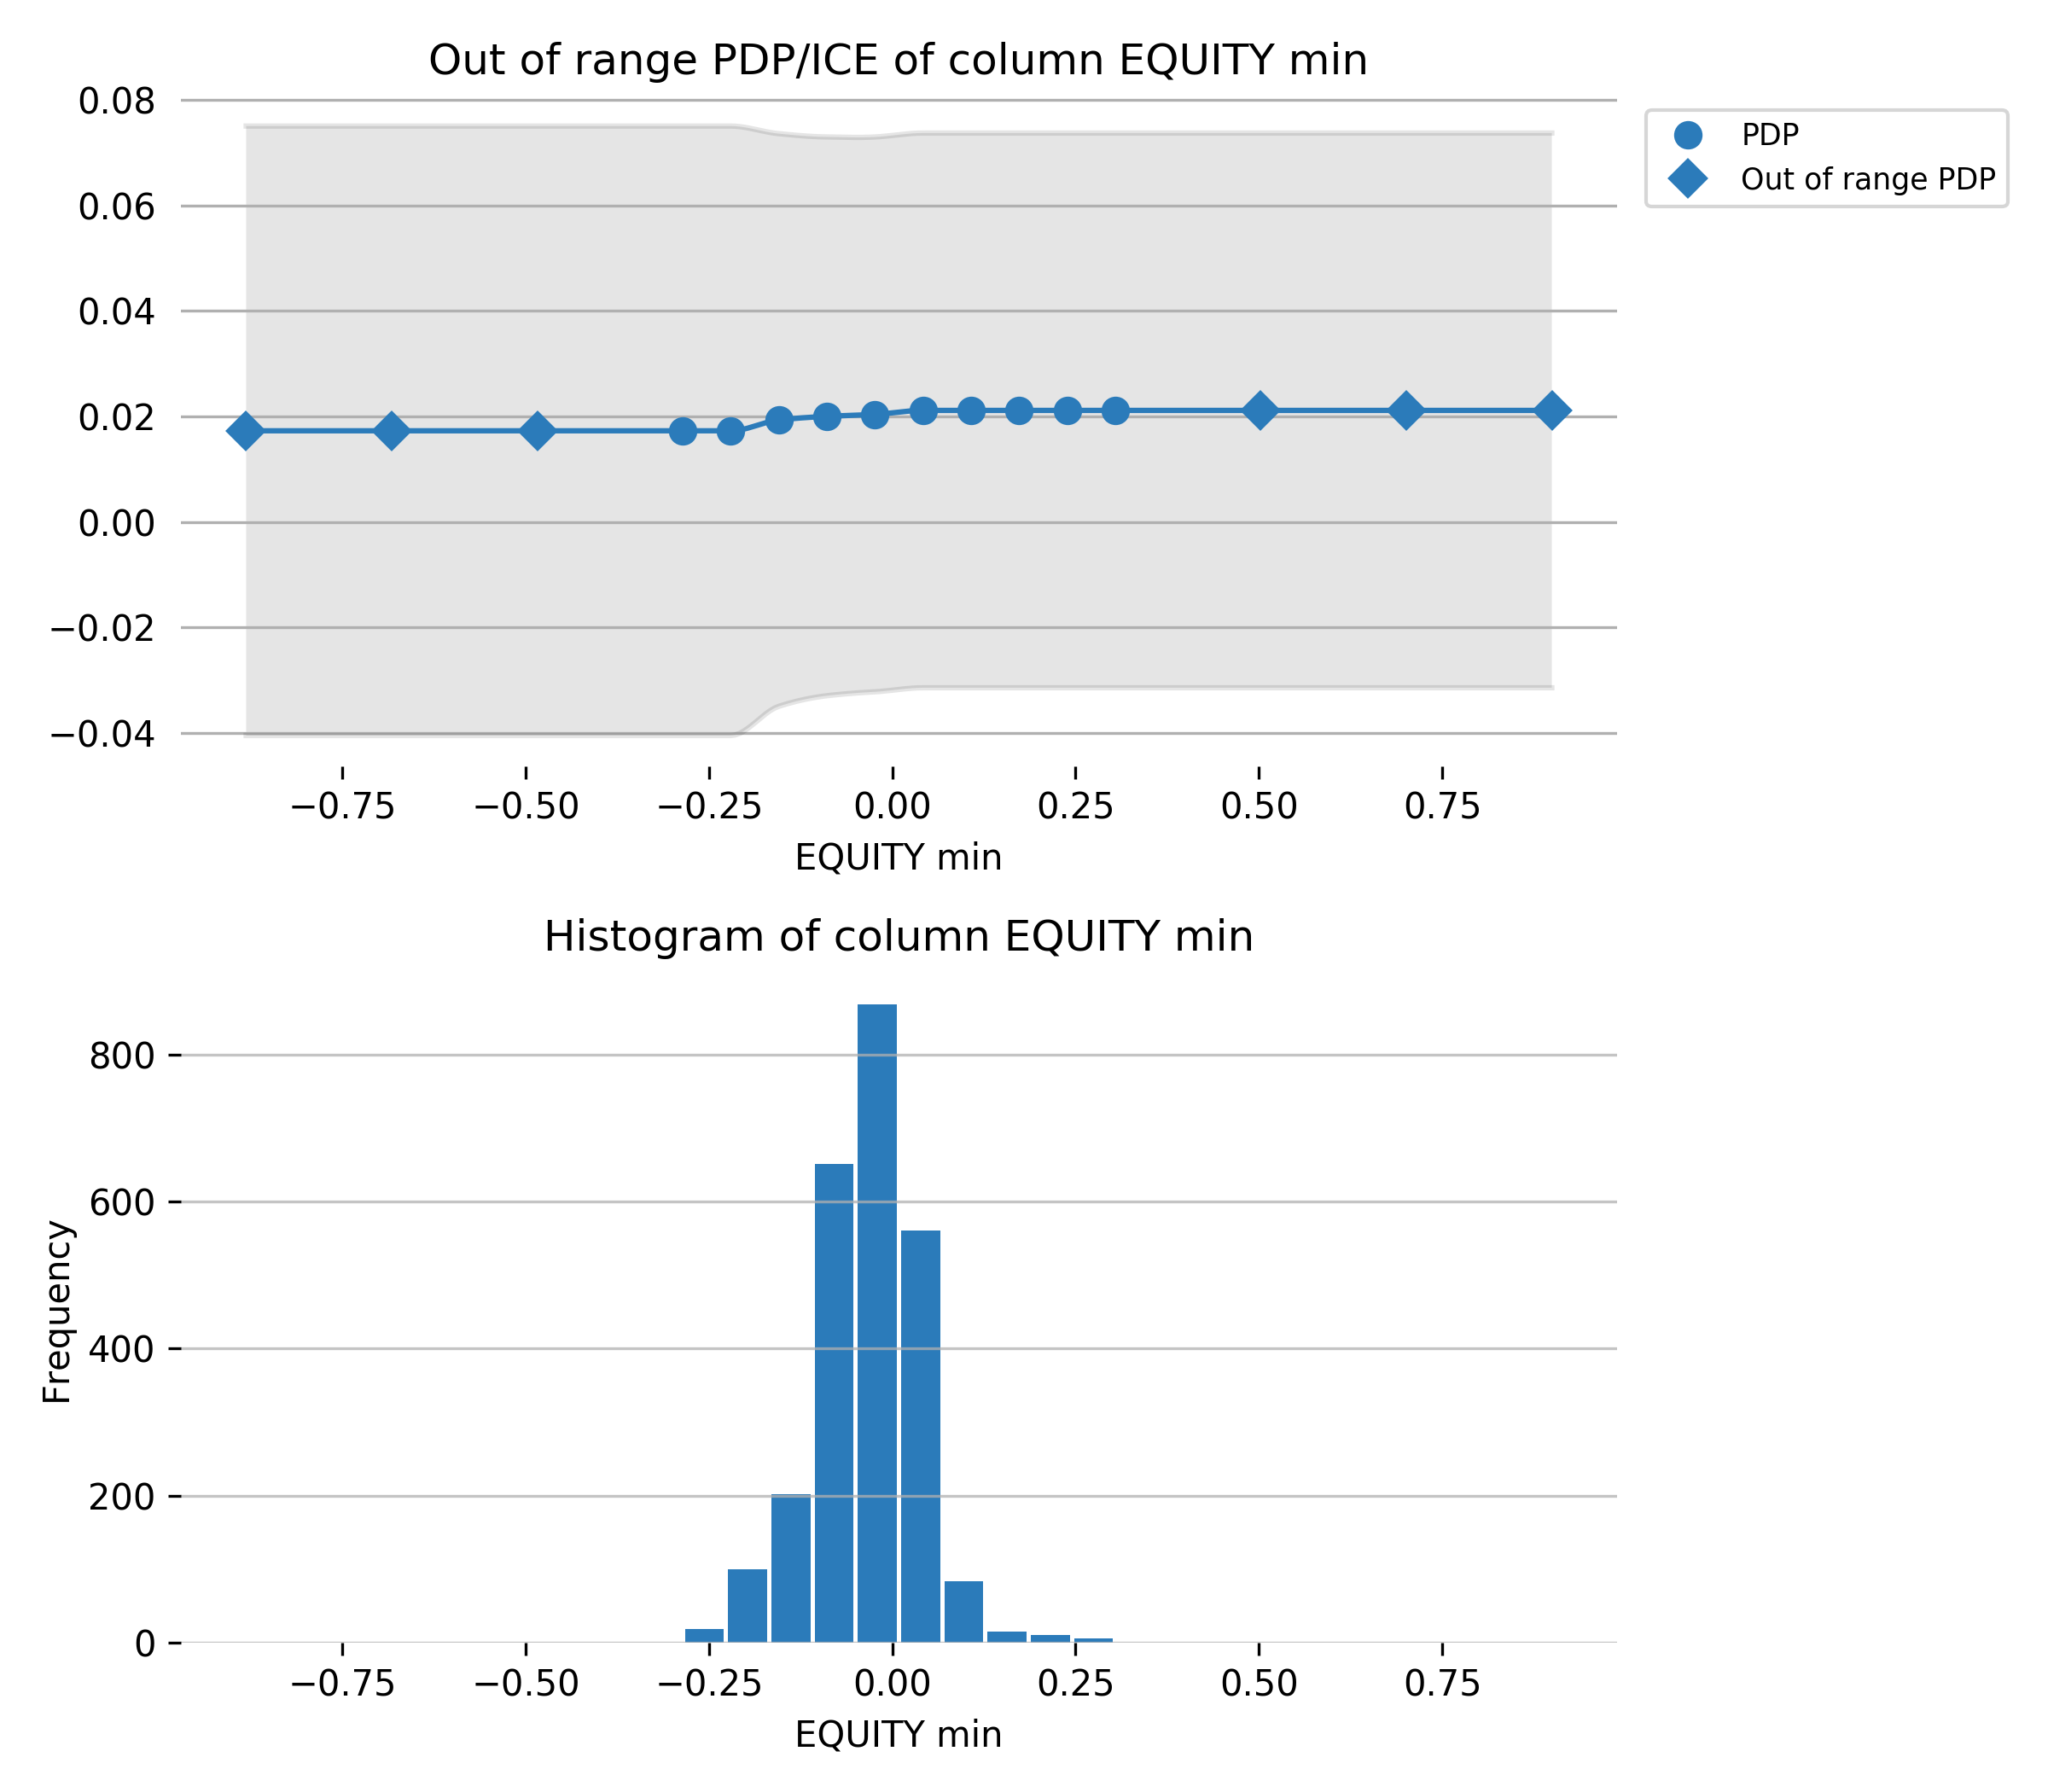 Out of range PDP/ICE of column EQUITY min
0.08
0.06
0.04
0.02
0.00
−0.02
−0.04
PDP
Out of range PDP
−0.75 −0.50 −0.25 0.00 0.25 0.50 0.75
EQUITY min
Histogram of column EQUITY min
800
600
400
200
0
Frequency
−0.75 −0.50 −0.25 0.00 0.25 0.50 0.75
EQUITY min